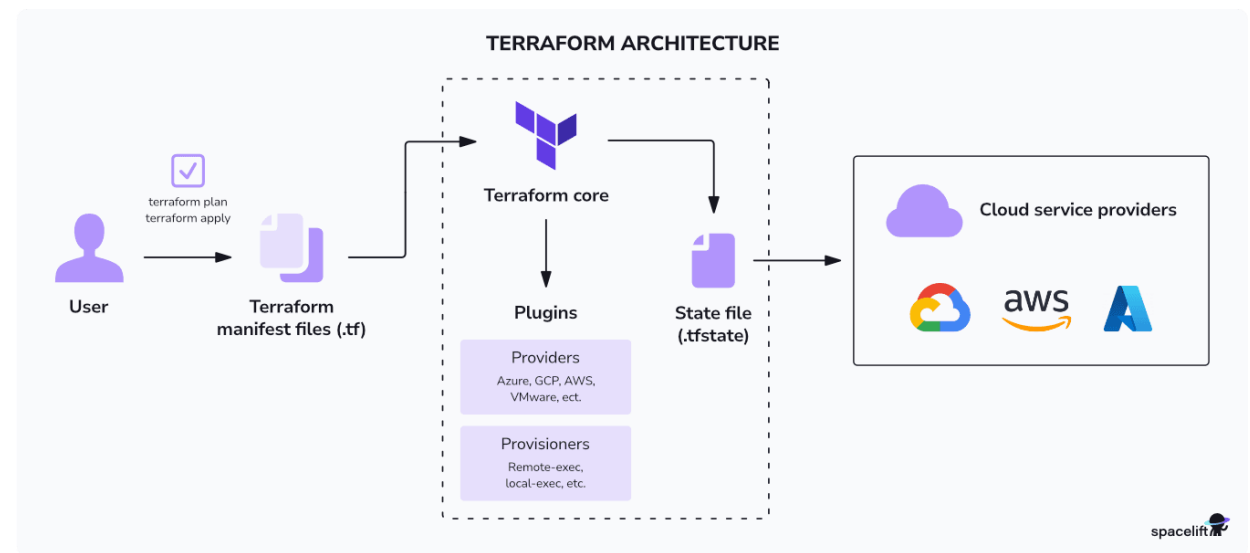 TERRAFORM ARCHITECTURE
terraform plan
terraform apply
User
Terraform
manifest files (.tf)
Terraform core
Plugins
Providers
Azure, GCP, AWS,
VMware, ect.
Provisioners
Remote-exec,
local-exec, etc.
State file
(.tfstate)
Cloud service providers
aws
spacelift